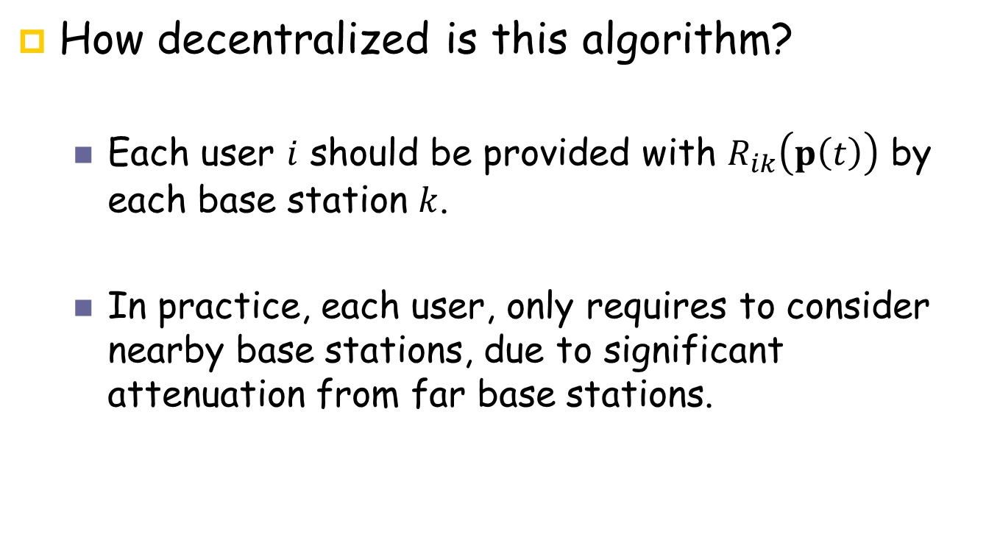 How decentralized is this algorithm?
Each user i should be provided with R_{ik}(p(t)) by
each base station k.
In practice, each user, only requires to consider
nearby base stations, due to significant
attenuation from far base stations.